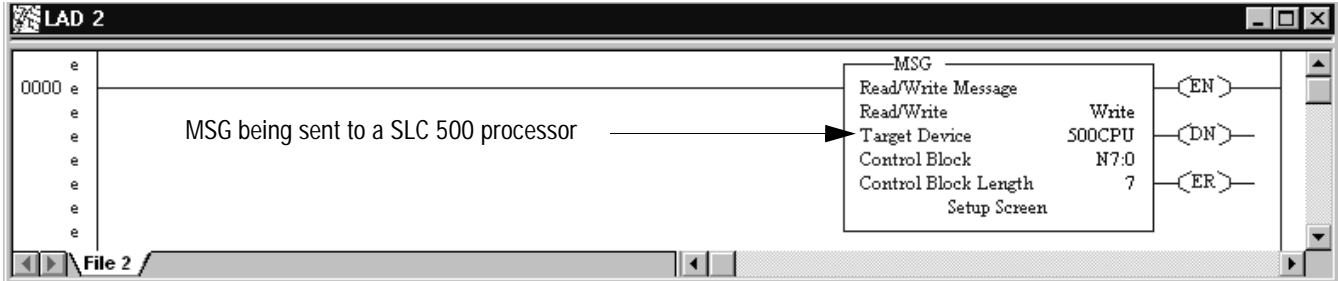 LAD 2
e
0000 e
e
e
e
e
e
e
MSG being sent to a SLC 500 processor
MSG
Read/Write Message
Read/Write Write
Target Device 500CPU
Control Block N7:0
Control Block Length 7
Setup Screen
EN
DN
ER
File 2